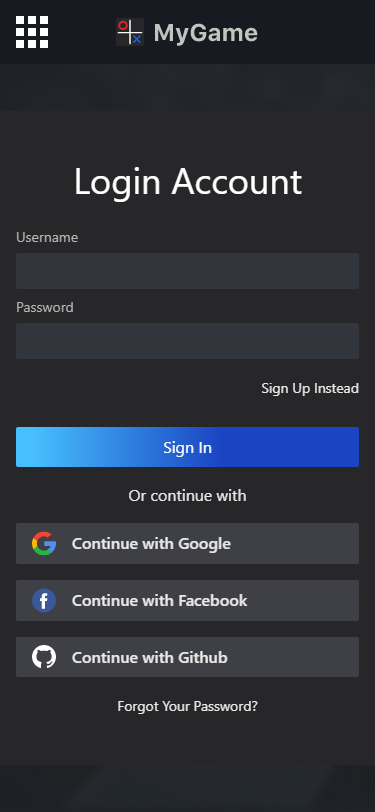 MyGame
Login Account
Username
Password
Sign Up Instead
Sign In
Or continue with
Continue with Google
Continue with Facebook
Continue with Github
Forgot Your Password?